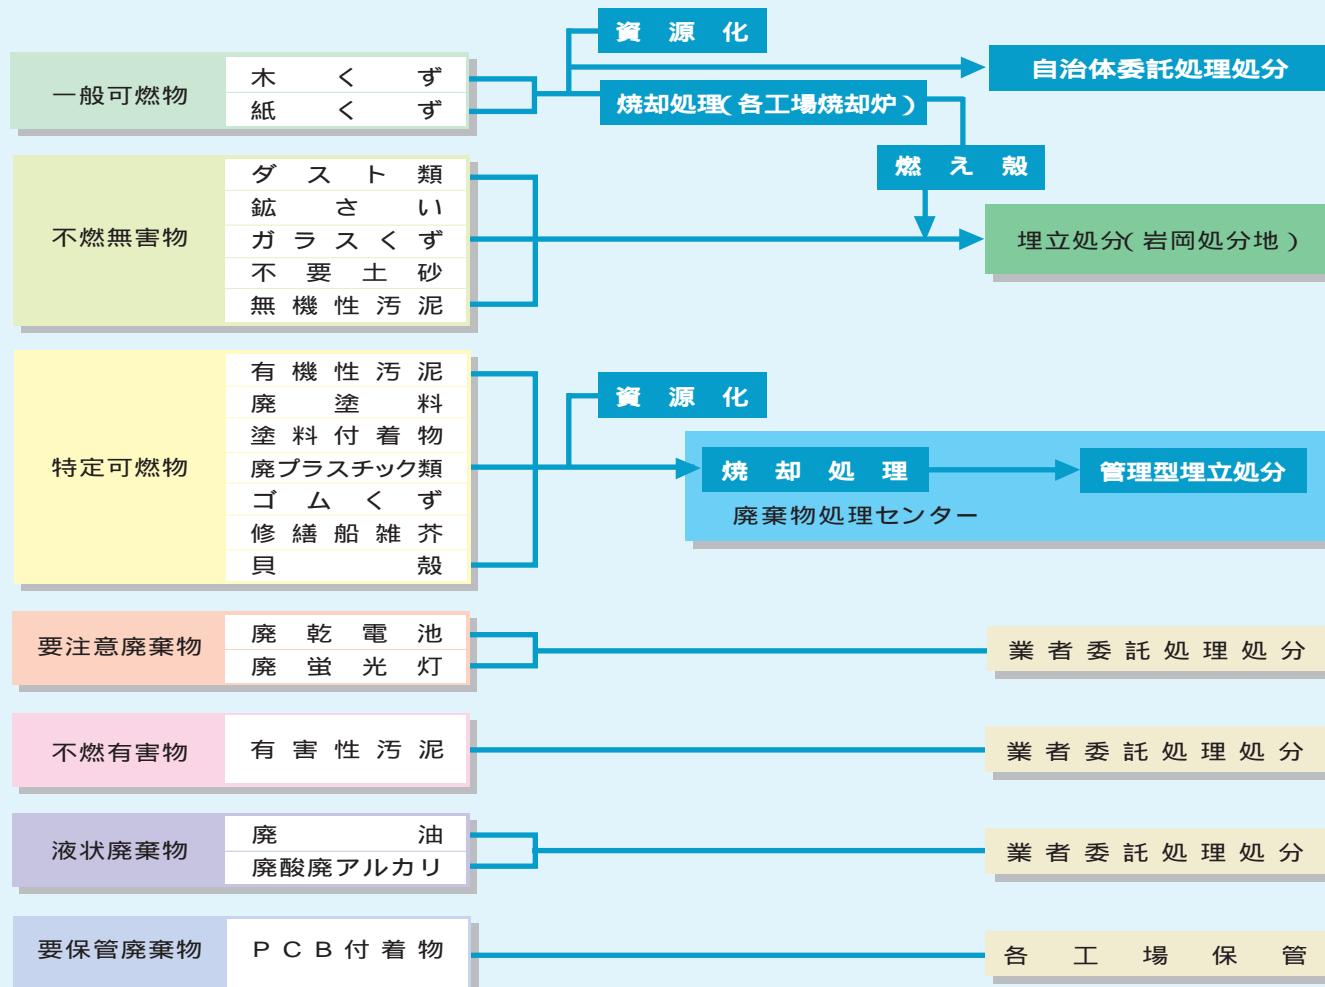 資源化
自治体委託処理処分
一般可燃物
木くず
紙くず
焼却処理(各工場焼却炉)
燃え殻
不燃無害物
ダスト類
鉱さい
ガラスくず
不要土砂
無機性汚泥
埋立処分(岩岡処分地)
特定可燃物
有機性汚泥
廃塗料
塗料付着物
廃プラスチック類
ゴムくず
修繕船雑芥
貝殻
資源化
焼却処理
管理型埋立処分
廃棄物処理センター
要注意廃棄物
廃乾電池
廃蛍光灯
業者委託処理処分
不燃有害物
有害性汚泥
業者委託処理処分
液状廃棄物
廃油
廃酸廃アルカリ
業者委託処理処分
要保管廃棄物
PCB付着物
各工場保管